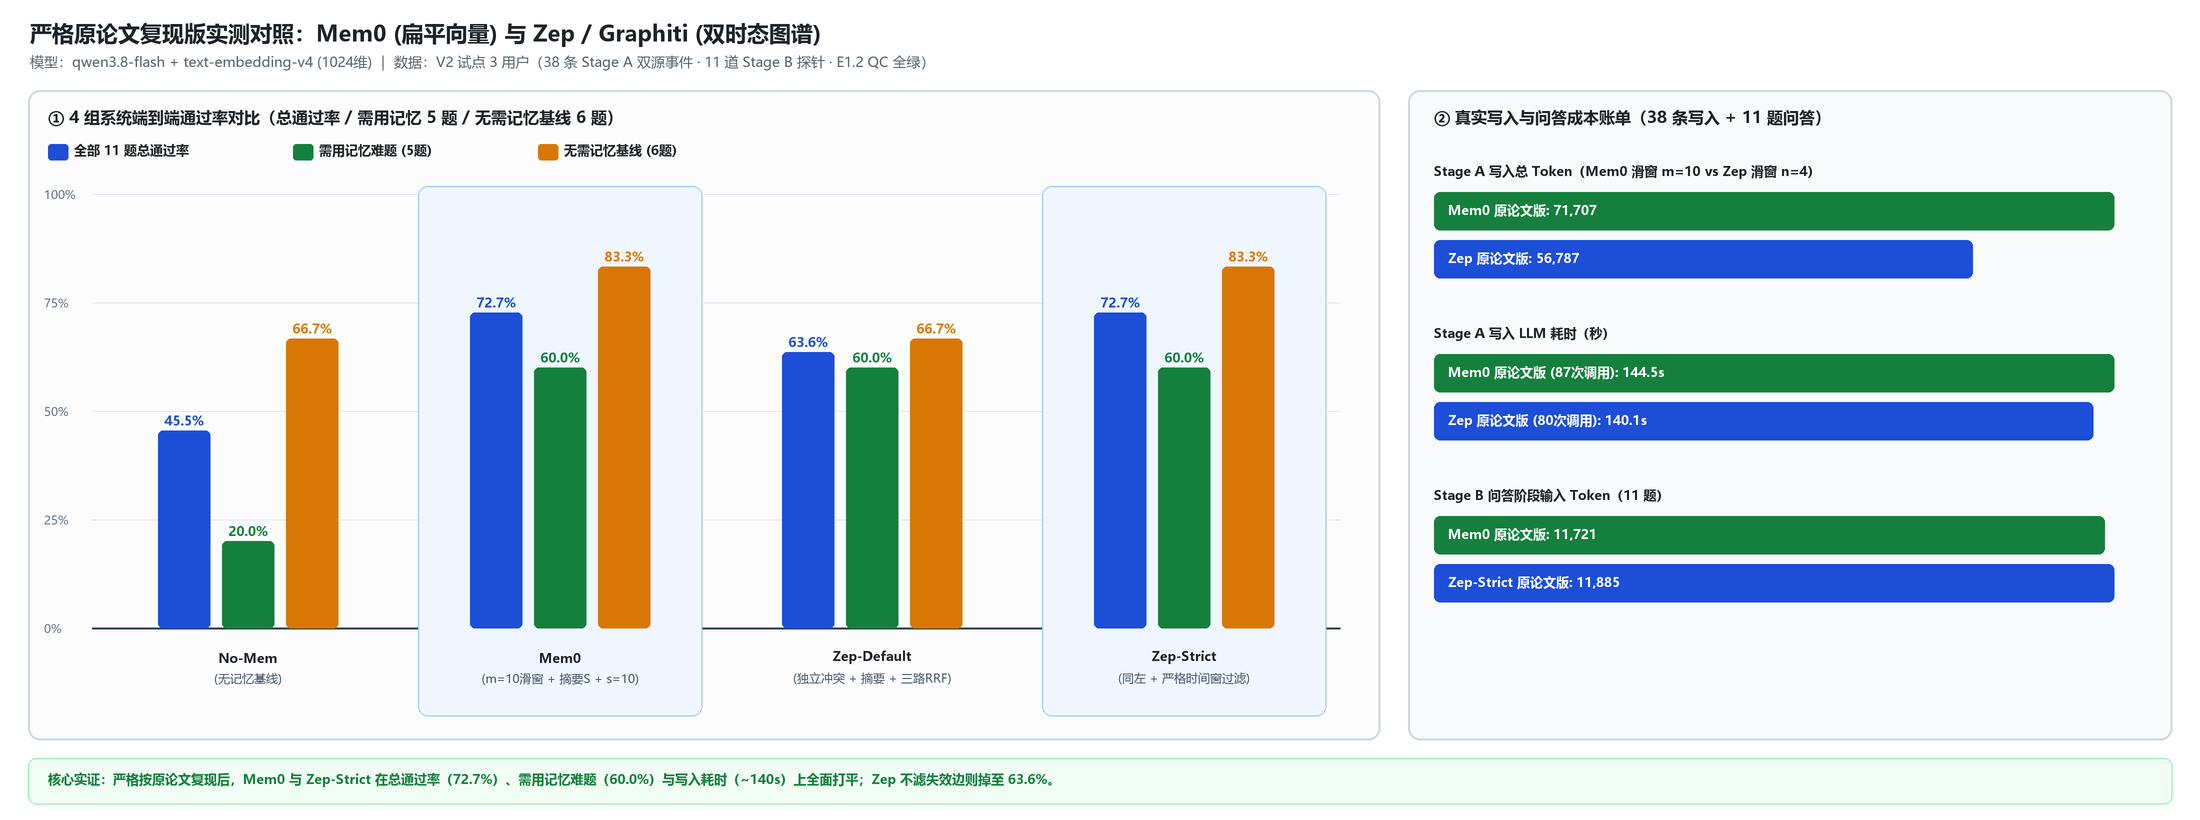 严格原论文复现版实测对照：Mem0 (扁平向量) 与 Zep / Graphiti (双时态图谱)
模型：qwen3.8-flash + text-embedding-v4 (1024维) | 数据：V2 试点 3 用户（38 条 Stage A 双源事件 · 11 道 Stage B 探针 · E1.2 QC 全绿）
① 4 组系统端到端通过率对比（总通过率 / 需用记忆 5 题 / 无需记忆基线 6 题）
全部 11 题总通过率
需用记忆难题 (5题)
无需记忆基线 (6题)
100%
75%
50%
25%
0%
45.5%
20.0%
66.7%
72.7%
60.0%
83.3%
63.6%
60.0%
66.7%
72.7%
60.0%
83.3%
No-Mem
(无记忆基线)
Mem0
(m=10滑窗 + 摘要S + s=10)
Zep-Default
(独立冲突 + 摘要 + 三路RRF)
Zep-Strict
(同左 + 严格时间窗过滤)
② 真实写入与问答成本账单（38 条写入 + 11 题问答）
Stage A 写入总 Token（Mem0 滑窗 m=10 vs Zep 滑窗 n=4）
Mem0 原论文版: 71,707
Zep 原论文版: 56,787
Stage A 写入 LLM 耗时（秒）
Mem0 原论文版 (87次调用): 144.5s
Zep 原论文版 (80次调用): 140.1s
Stage B 问答阶段输入 Token（11 题）
Mem0 原论文版: 11,721
Zep-Strict 原论文版: 11,885
核心实证：严格按原论文复现后，Mem0 与 Zep-Strict 在总通过率（72.7%）、需用记忆难题（60.0%）与写入耗时（~140s）上全面打平；Zep 不滤失效边则掉至 63.6%。